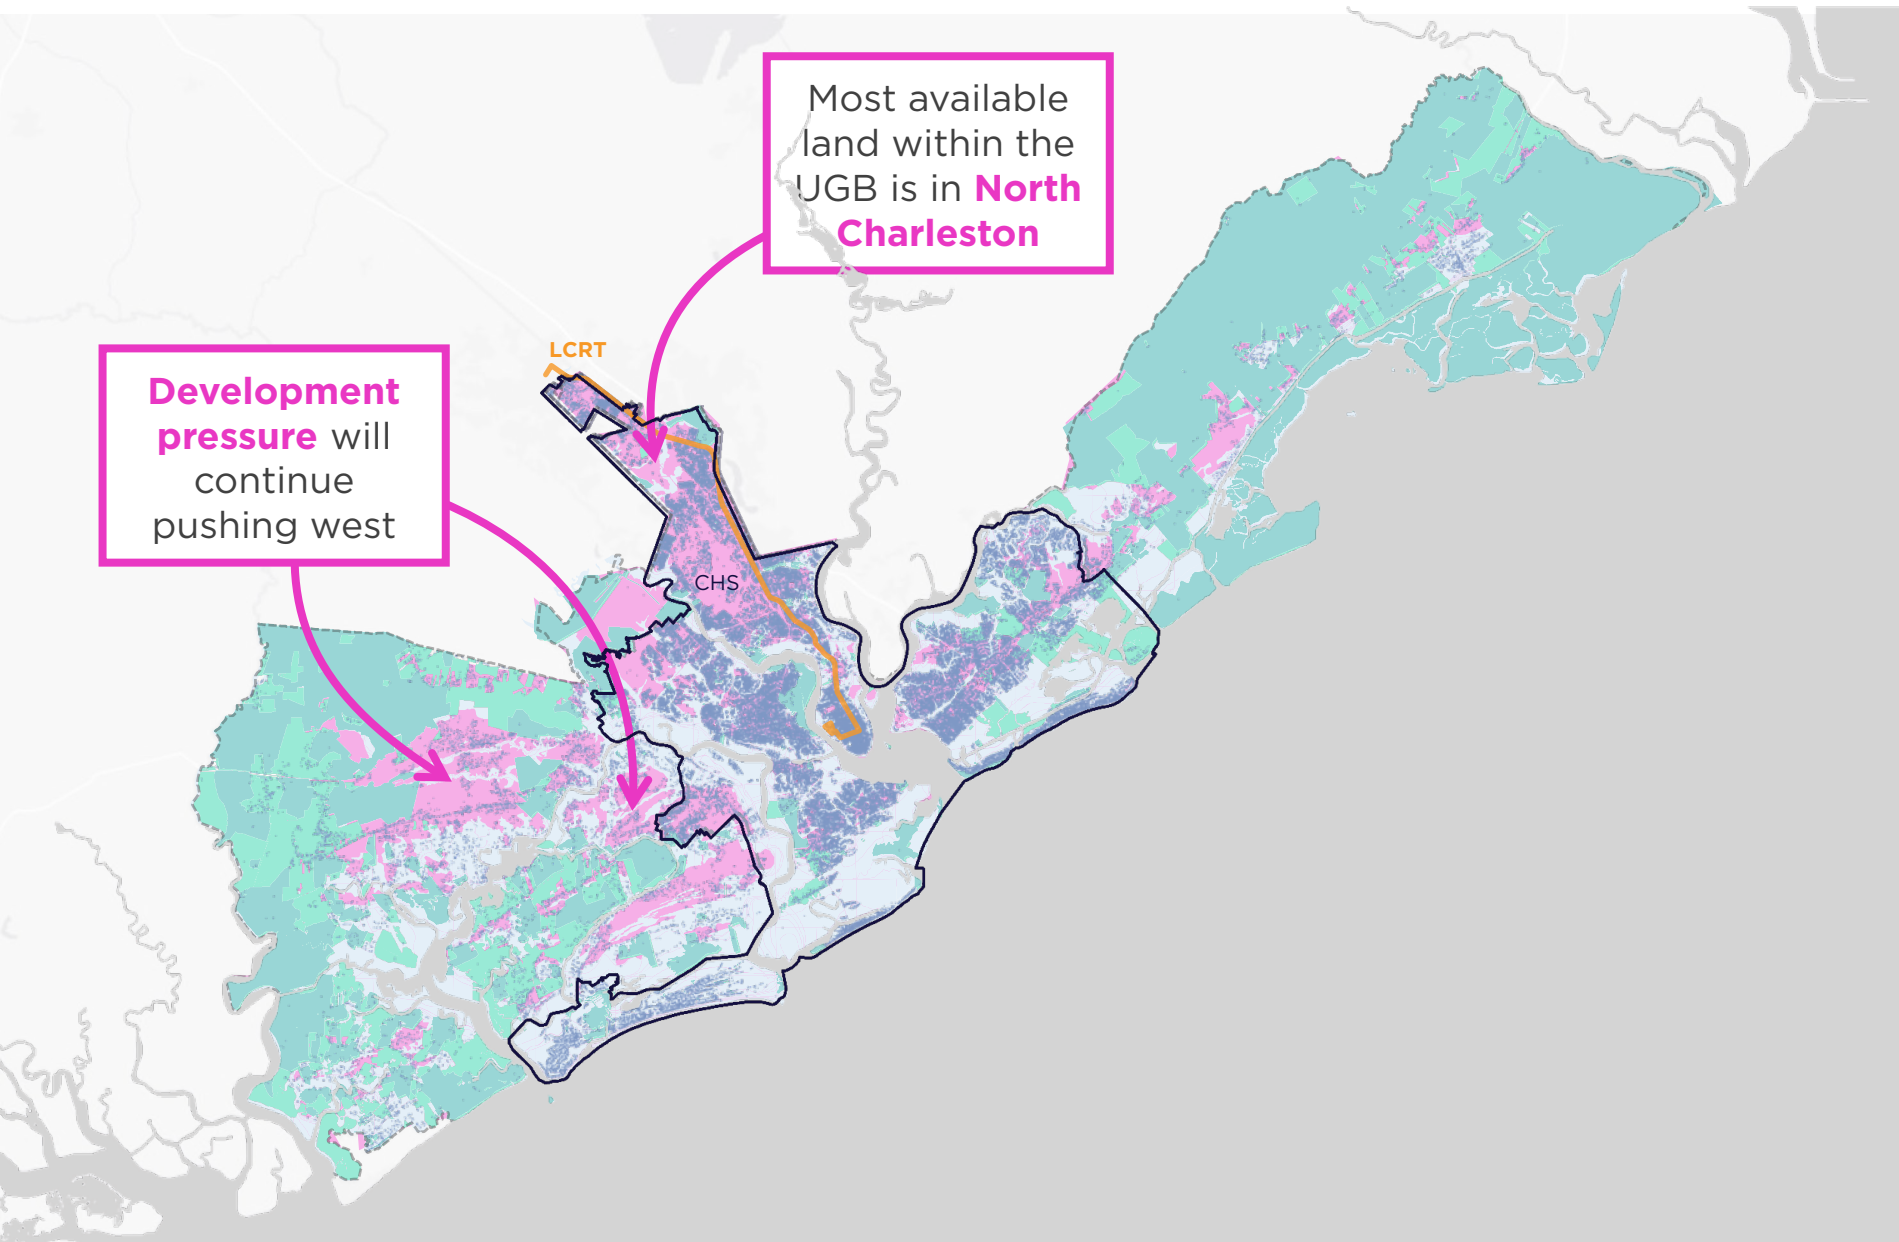 Most available
land within the
UGB is in North
Charleston
LCRT
Development
pressure will
continue
pushing west
CHS